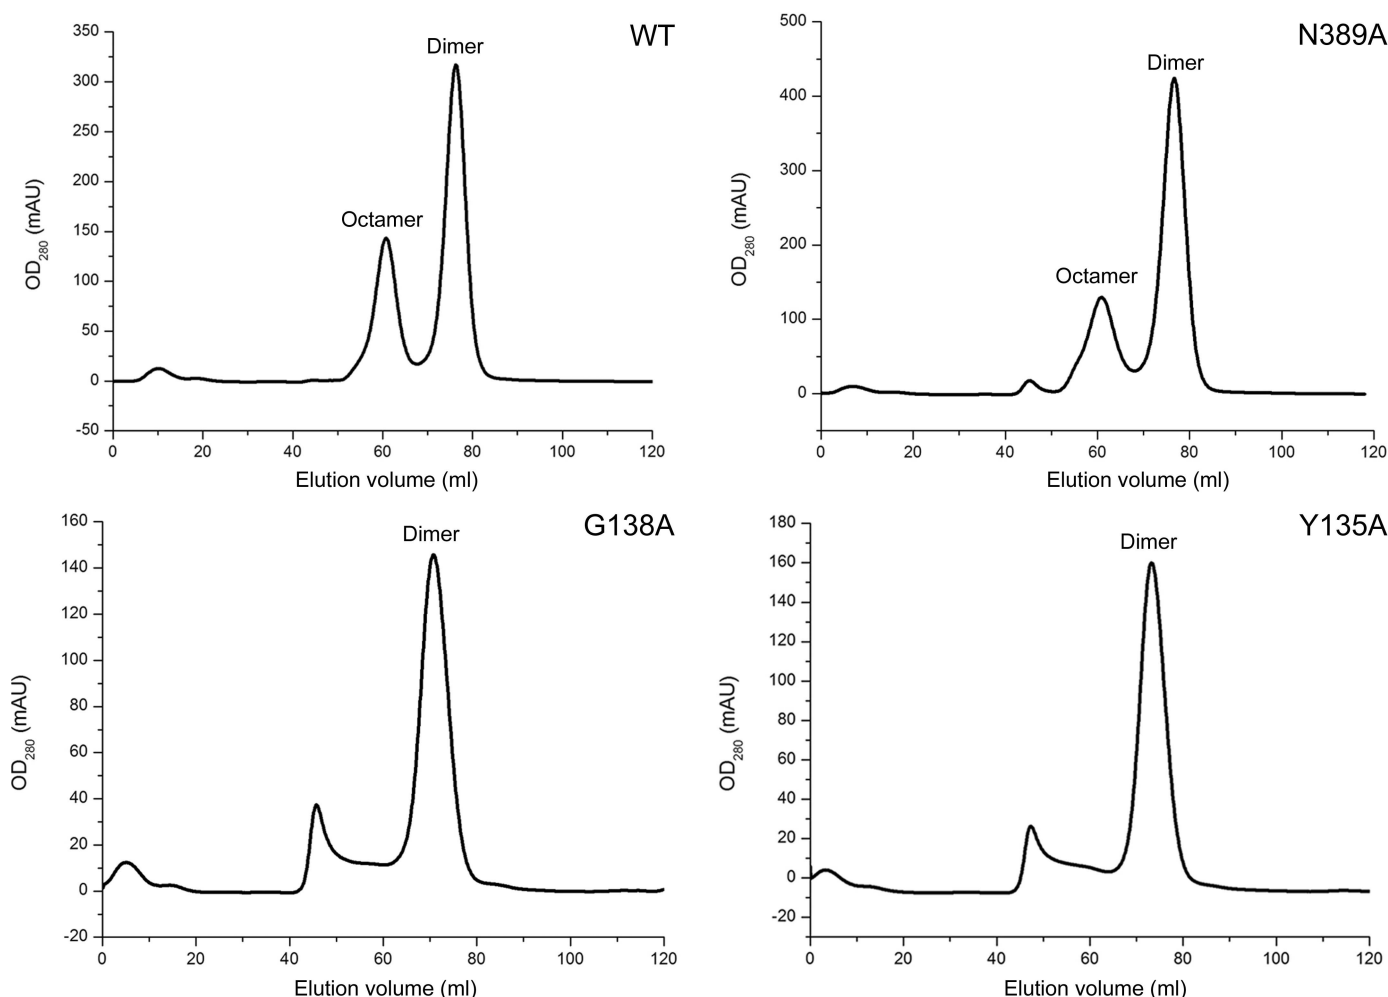 WT
Dimer
Octamer
350
300
250
200
150
100
50
0
-50
OD280 (mAU)
0 20 40 60 80 100 120
Elution volume (ml)
N389A
Dimer
Octamer
500
400
300
200
100
0
OD280 (mAU)
0 20 40 60 80 100 120
Elution volume (ml)
G138A
Dimer
160
140
120
100
80
60
40
20
0
-20
OD280 (mAU)
0 20 40 60 80 100 120
Elution volume (ml)
Y135A
Dimer
180
160
140
120
100
80
60
40
20
0
-20
OD280 (mAU)
0 20 40 60 80 100 120
Elution volume (ml)